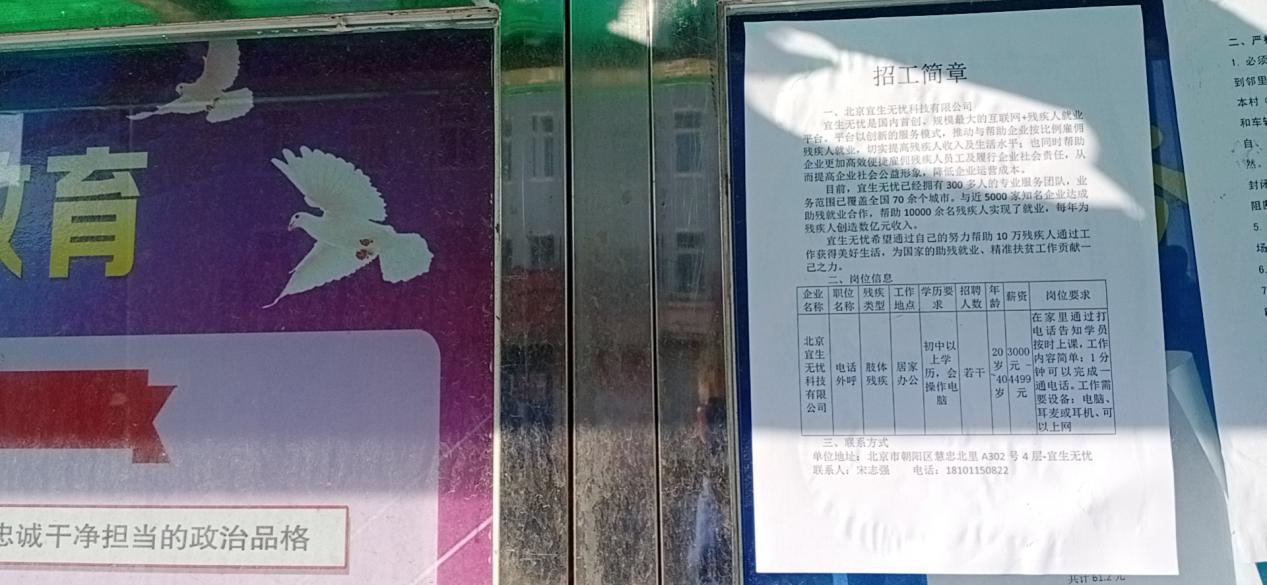 育
忠诚干净担当的政治品格
招工简章
一、北京宜生无忧科技有限公司
宜生无忧是国内首创、规模最大的互联网+残疾人就业
平台。平台以创新的服务模式，推动与帮助企业按比例雇佣
残疾人就业，切实提高残疾人收入及生活水平；也同时帮助
企业更加高效便捷雇佣残疾人员工及履行企业社会责任，从
而提高企业社会公益形象，降低企业运营成本。
目前，宜生无忧已经拥有 300 多人的专业服务团队，业
务范围已覆盖全国 70 余个城市。与近 5000 家知名企业达成
助残就业合作，帮助 10000 余名残疾人实现了就业，每年为
残疾人创造数亿元收入。
宜生无忧希望通过自己的努力帮助 10 万残疾人通过工
作获得美好生活，为国家的助残就业、精准扶贫工作贡献一
己之力。
二、岗位信息
企业名称 职位名称 残疾类型 工作地点 学历要求 招聘人数 年龄 薪资 岗位要求
北京宜生无忧科技有限公司 电话外呼 肢体残疾 居家办公 初中以上学历，会操作电脑 若干 20岁~40岁 3000元－4499元 在家里通过打电话告知学员按时上课，工作内容简单：1 分钟可以完成一通电话。工作需要设备：电脑、耳麦或耳机、可以上网
三、联系方式
单位地址：北京市朝阳区慧忠北里 A302 号 4 层-宜生无忧
联系人：宋志强 电话：18101150822
1. 必须
到邻里
本村
和车
自、
然。
封闭
5.
场
6.
共计 61.2 元